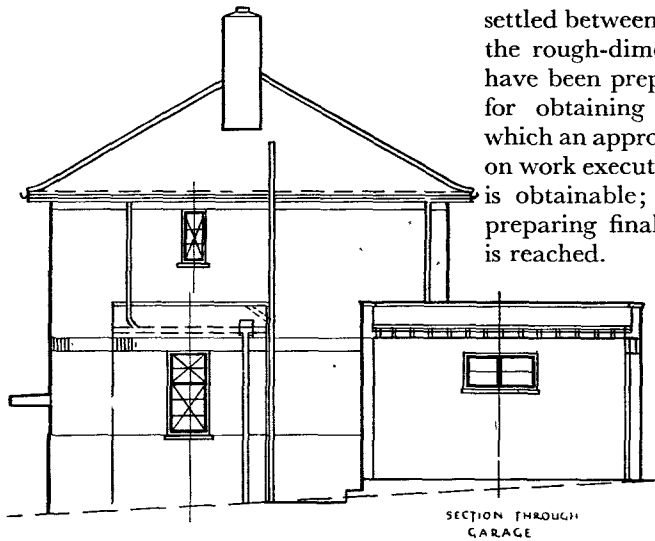 settled between
the rough-dime
have been prep
for obtaining
which an appro
on work execut
is obtainable;
preparing final
is reached.
SECTION THROUGH
GARAGE